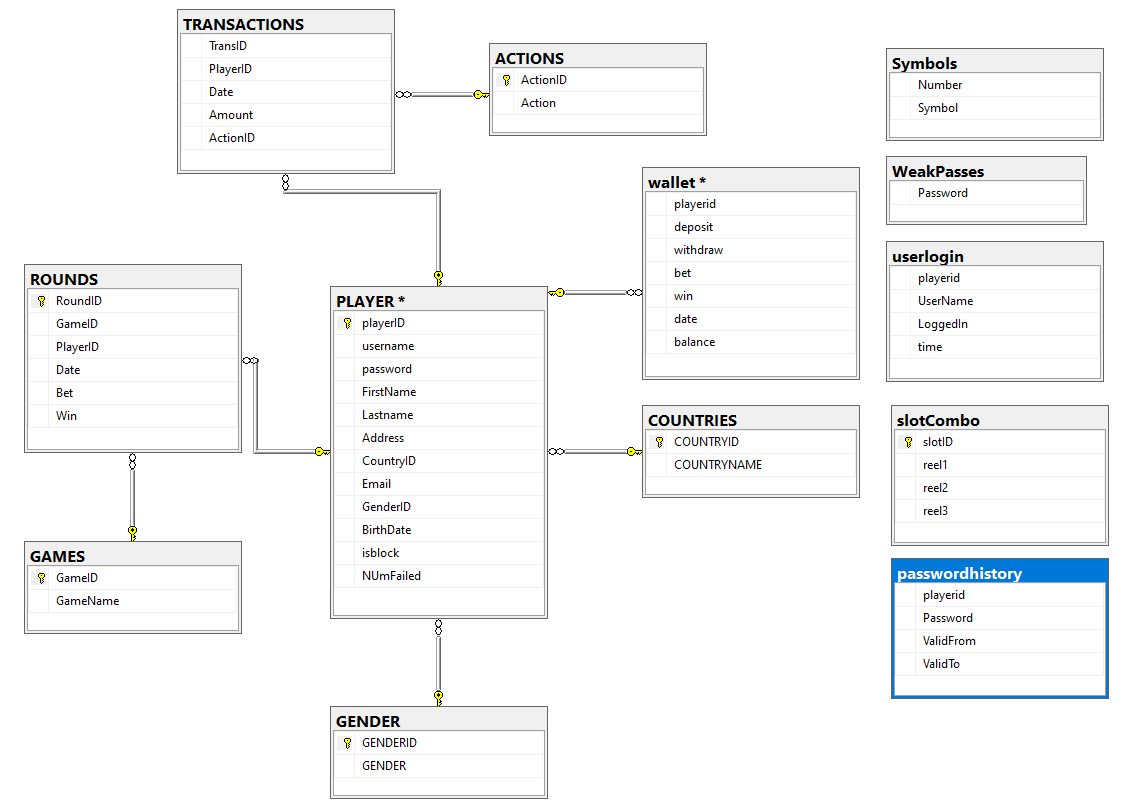 TRANSACTIONS
TransID
PlayerID
Date
Amount
ActionID
ACTIONS
ActionID
Action
Symbols
Number
Symbol
WeakPasses
Password
wallet *
playerid
deposit
withdraw
bet
win
date
balance
userlogin
playerid
UserName
LoggedIn
time
ROUNDS
RoundID
GameID
PlayerID
Date
Bet
Win
PLAYER *
playerID
username
password
FirstName
Lastname
Address
CountryID
Email
GenderID
BirthDate
isblock
NUmFailed
COUNTRIES
COUNTRYID
COUNTRYNAME
slotCombo
slotID
reel1
reel2
reel3
GAMES
GameID
GameName
passwordhistory
playerid
Password
ValidFrom
ValidTo
GENDER
GENDERID
GENDER